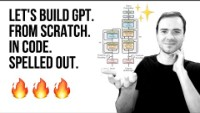 LET'S BUILD GPT.
FROM SCRATCH.
IN CODE.
SPELLED OUT.